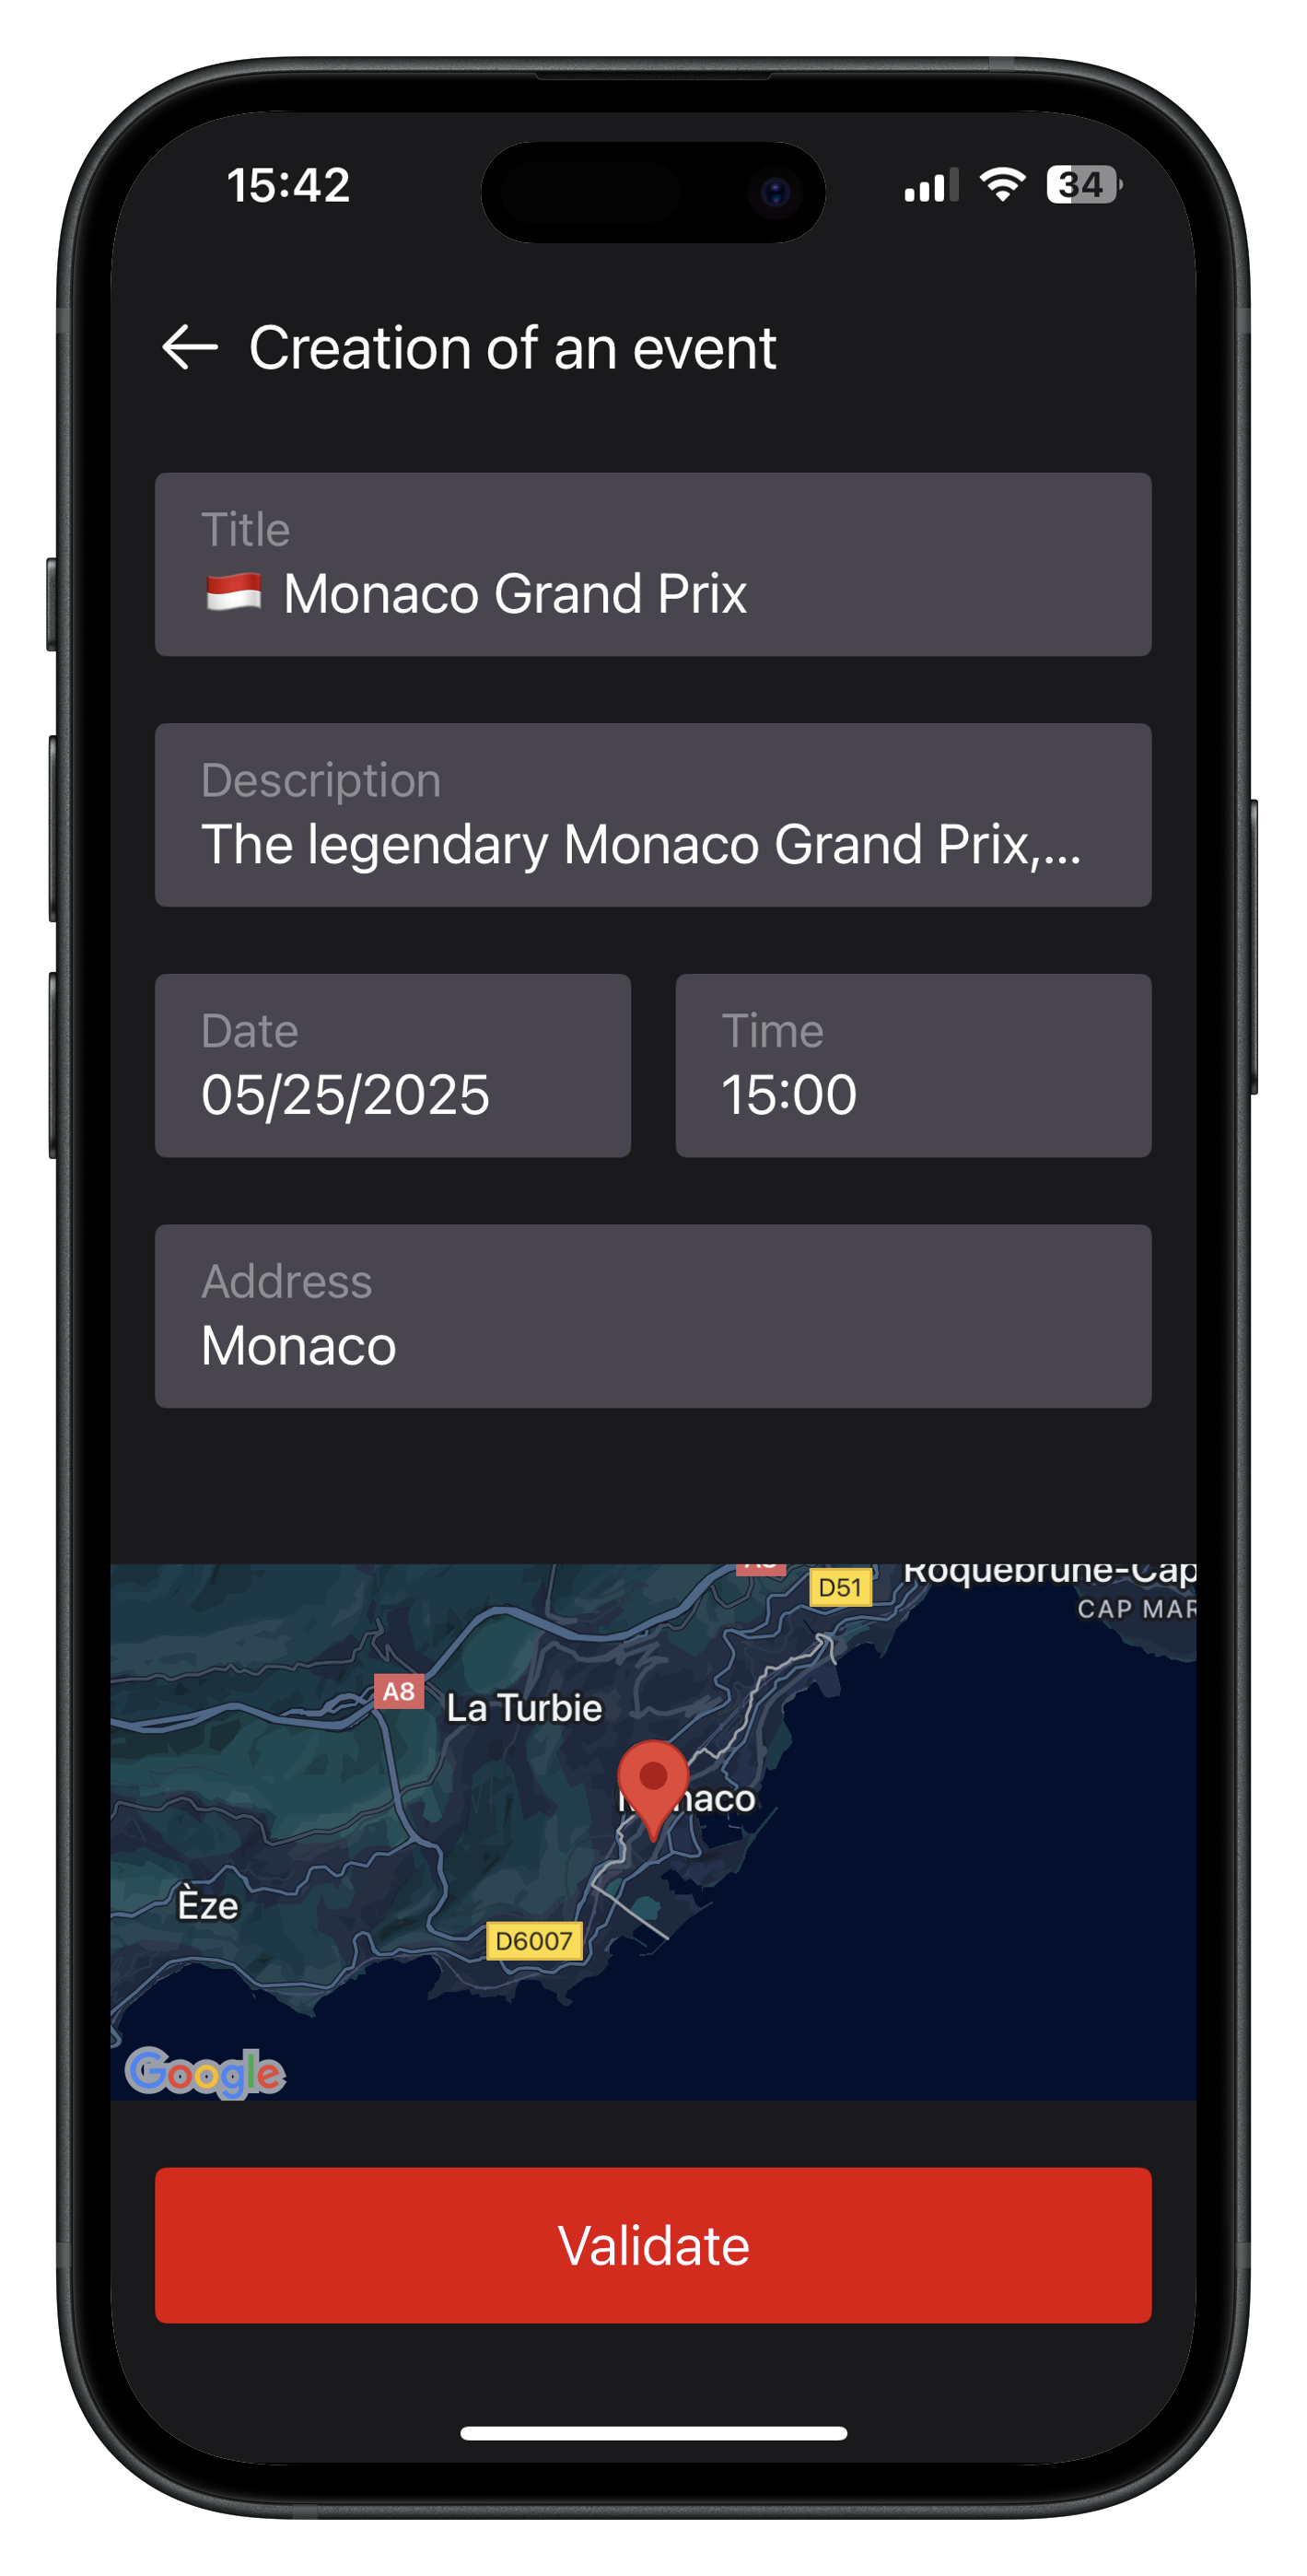 15:42
34
Creation of an event
Title
🇲🇨 Monaco Grand Prix
Description
The legendary Monaco Grand Prix,...
Date
05/25/2025
Time
15:00
Address
Monaco
Roquebrune-Cap
D51
CAP MAR
A8
La Turbie
Monaco
Èze
D6007
Google
Validate